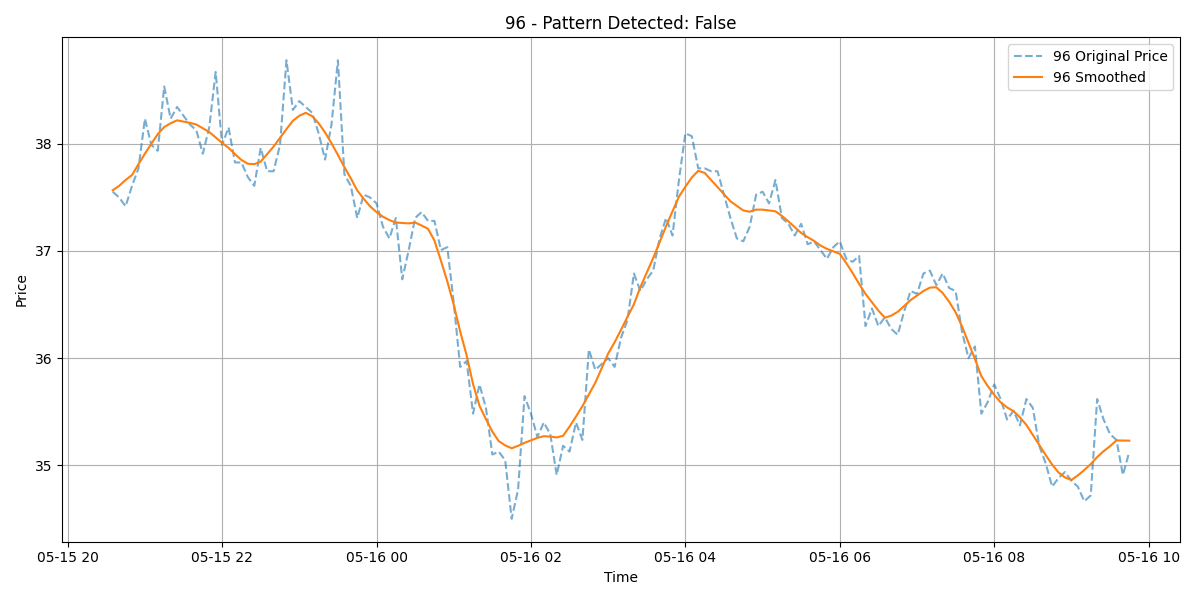 96 - Pattern Detected: False
96 Original Price
96 Smoothed
Price
38
37
36
35
05-15 20
05-15 22
05-16 00
05-16 02
05-16 04
05-16 06
05-16 08
05-16 10
Time